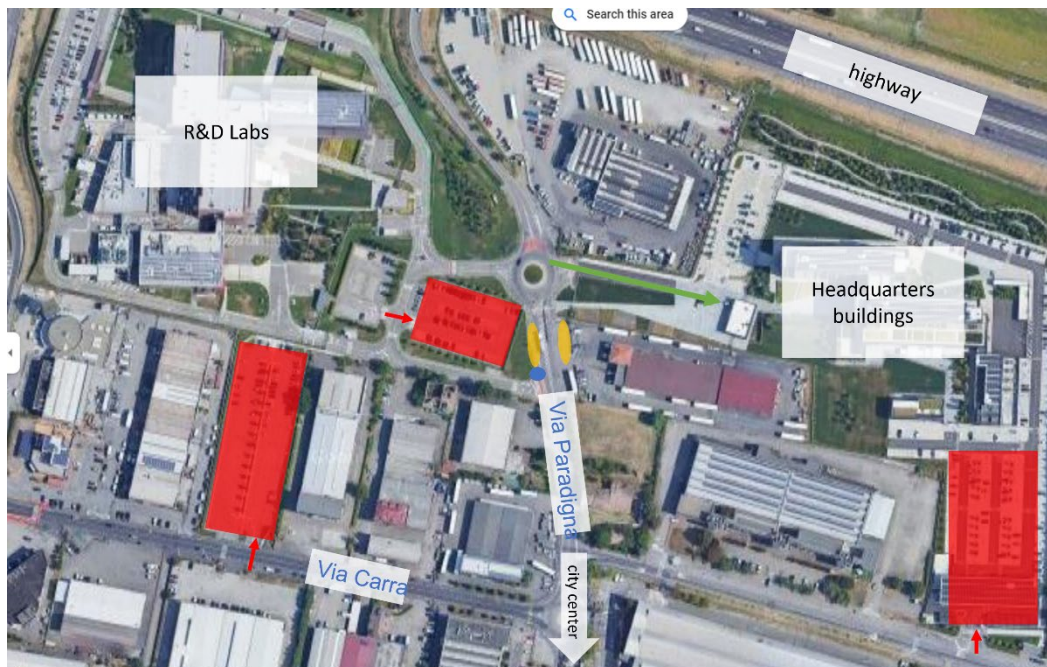 Search this area
highway
R&D Labs
Headquarters
buildings
Via Paradigna
Via Carra
city center